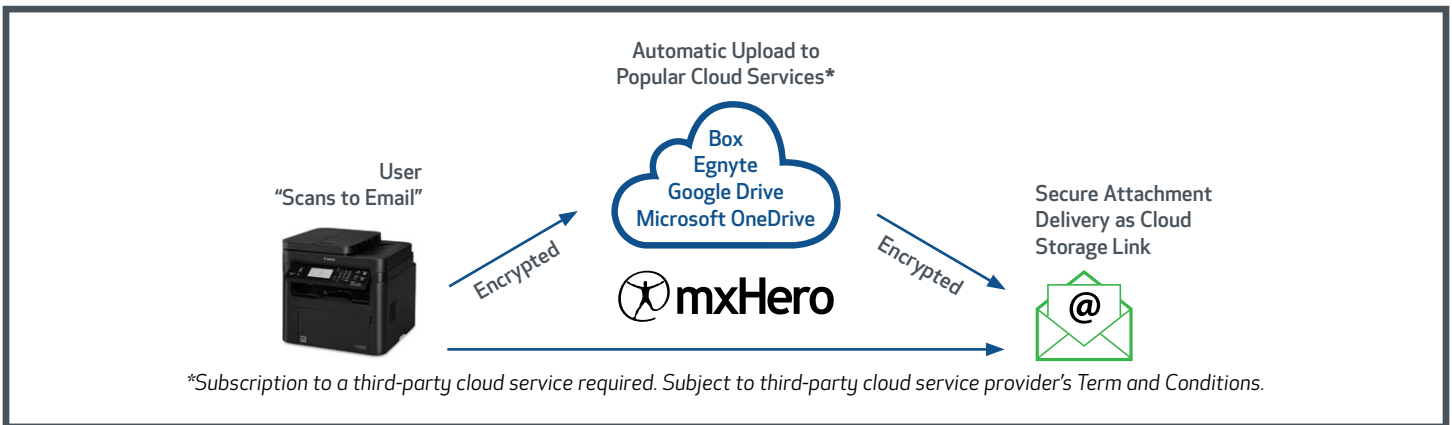 Automatic Upload to
Popular Cloud Services*
Box
Egnyte
Google Drive
Microsoft OneDrive
User
“Scans to Email”
Canon
Encrypted
mxHero
Encrypted
Secure Attachment
Delivery as Cloud
Storage Link
@
*Subscription to a third-party cloud service required. Subject to third-party cloud service provider’s Term and Conditions.